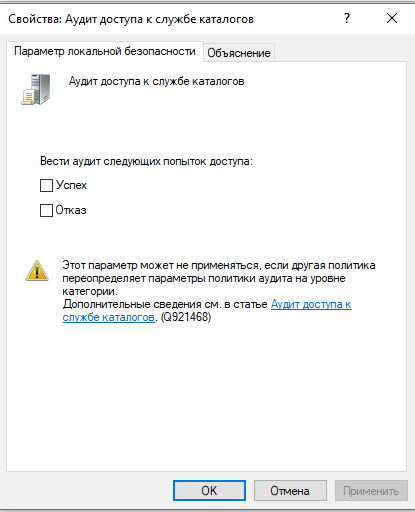 Свойства: Аудит доступа к службе каталогов ? ×
Параметр локальной безопасности Объяснение
Аудит доступа к службе каталогов
Вести аудит следующих попыток доступа:
Успех
Отказ
Этот параметр может не применяться, если другая политика
переопределяет параметры политики аудита на уровне
категории.
Дополнительные сведения см. в статье Аудит доступа к
службе каталогов. (Q921468)
OK Отмена Применить